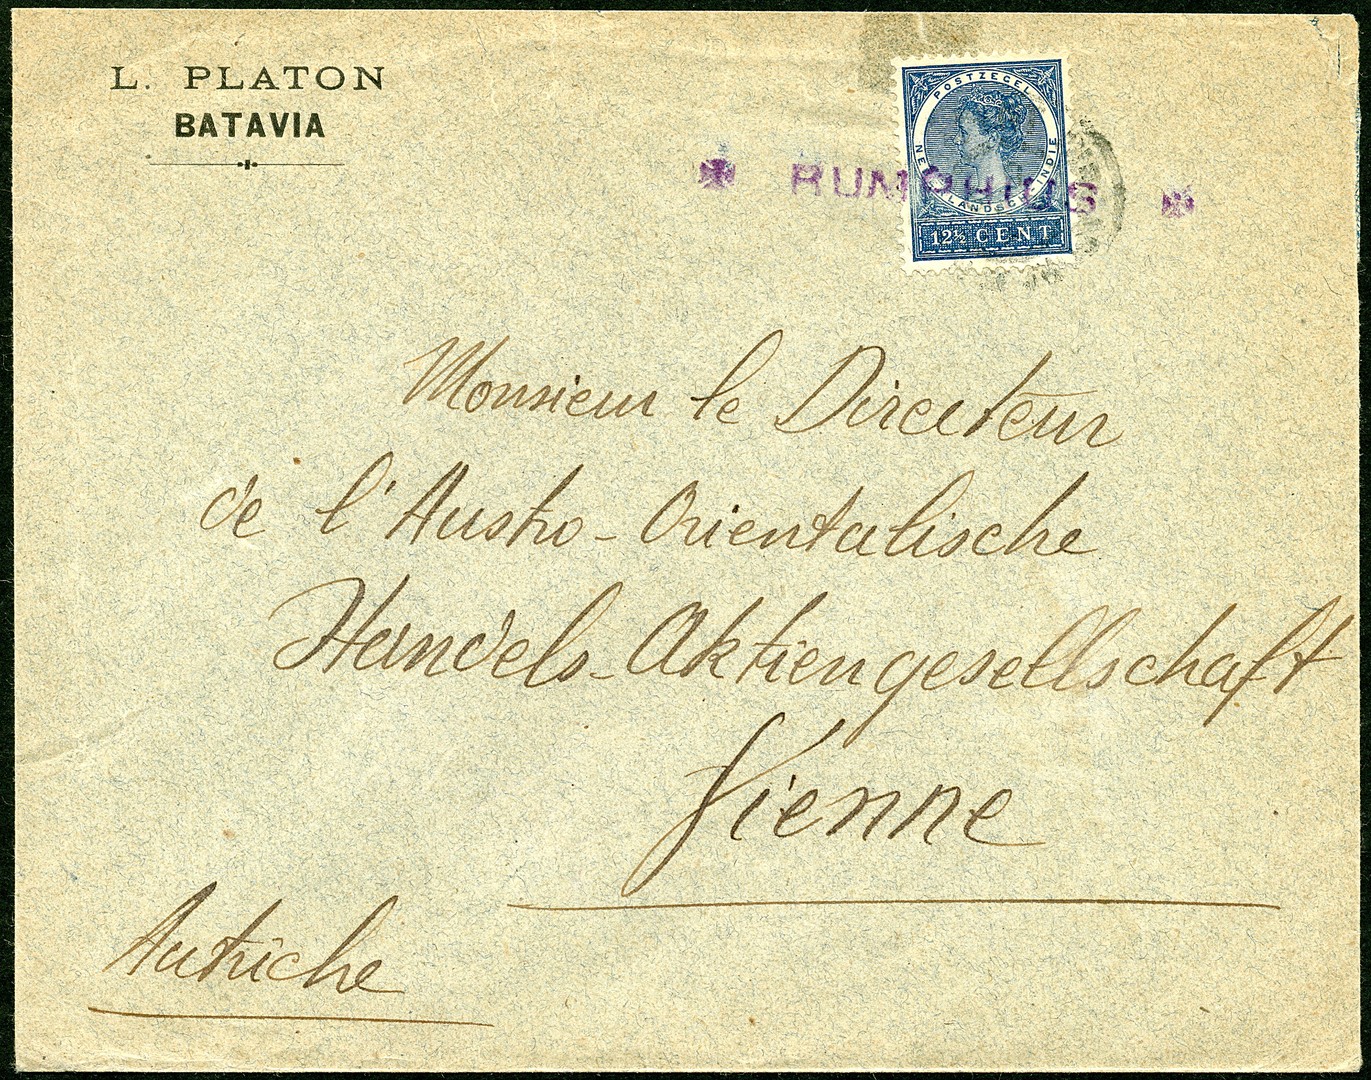 L. PLATON
BATAVIA
POSTZEGEL
NEDERLANDSCH INDIE
12½ CENT
RUMPHIUS
Monsieur le Directeur
de l'Austro-Orientalische
Handels-Aktiengesellschaft
Vienne
Autriche